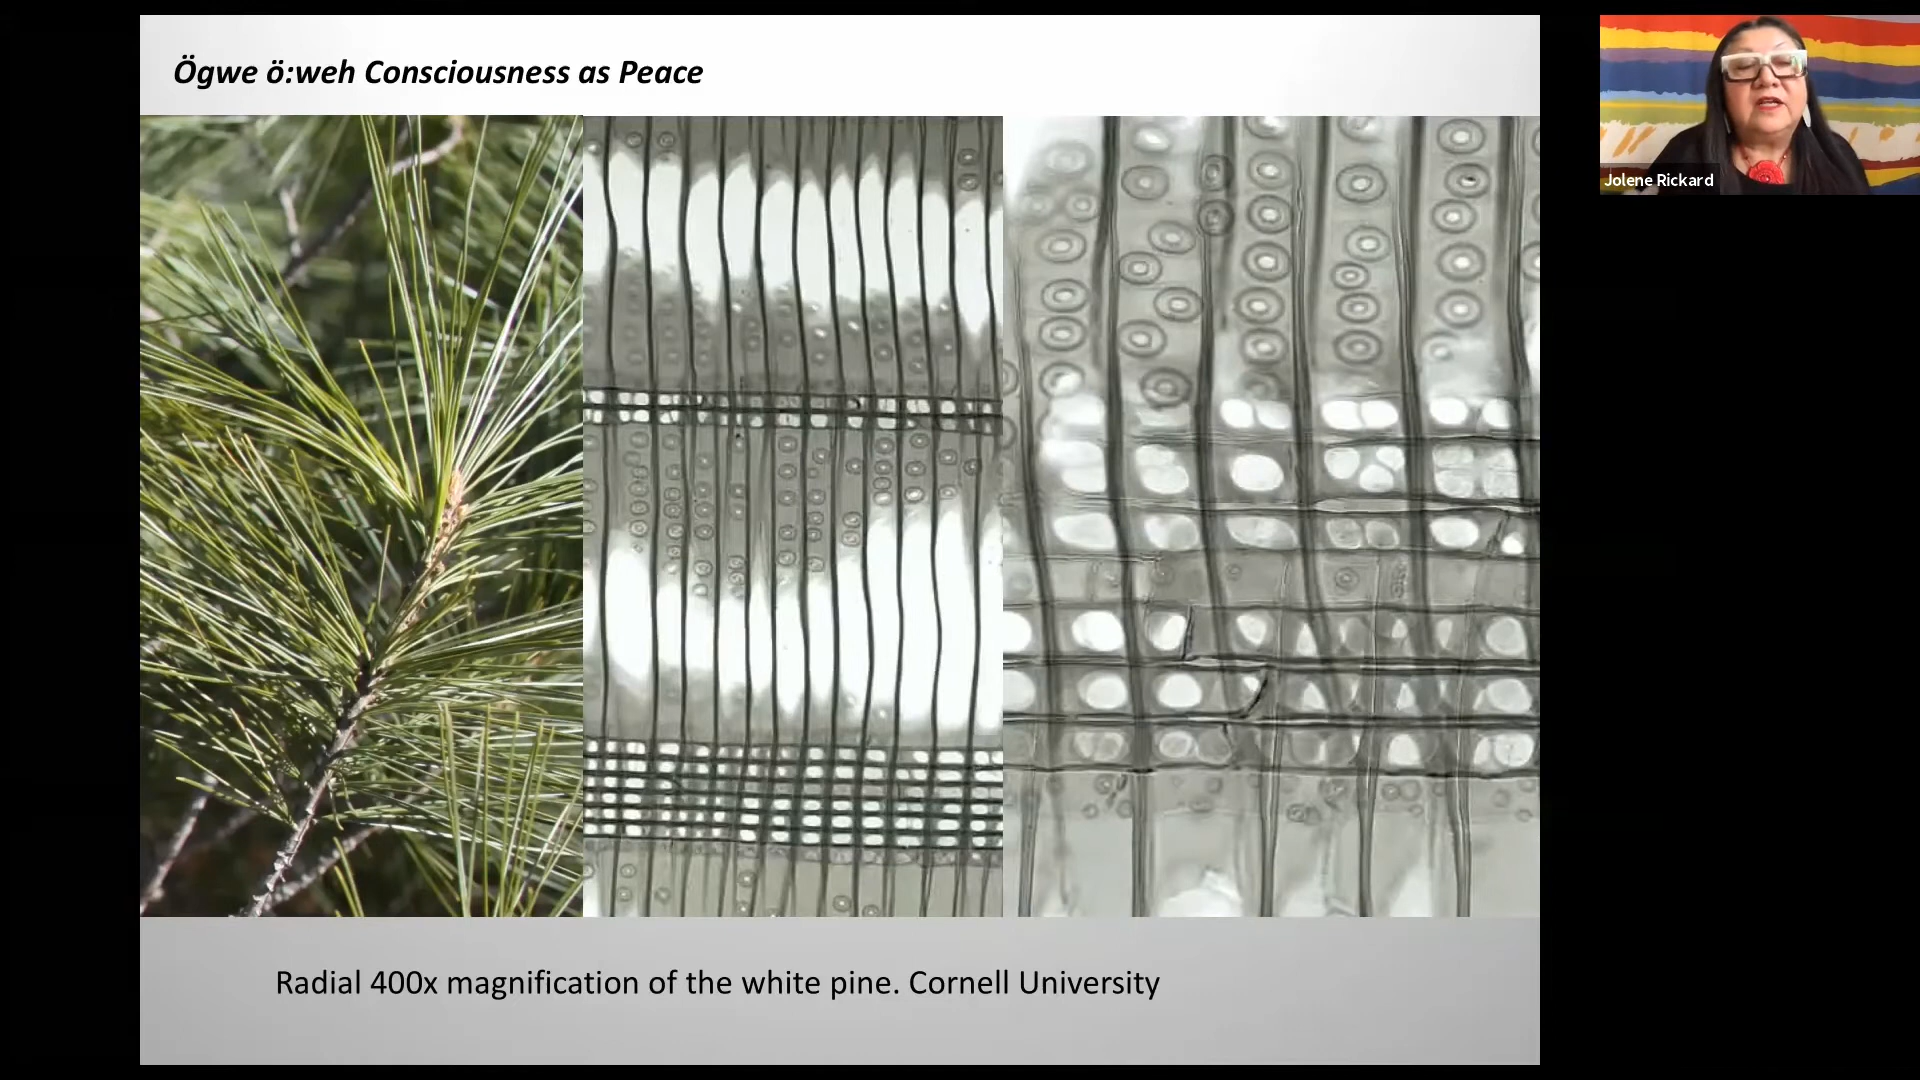 Ögwe ö:weh Consciousness as Peace
Jolene Rickard
Radial 400x magnification of the white pine. Cornell University